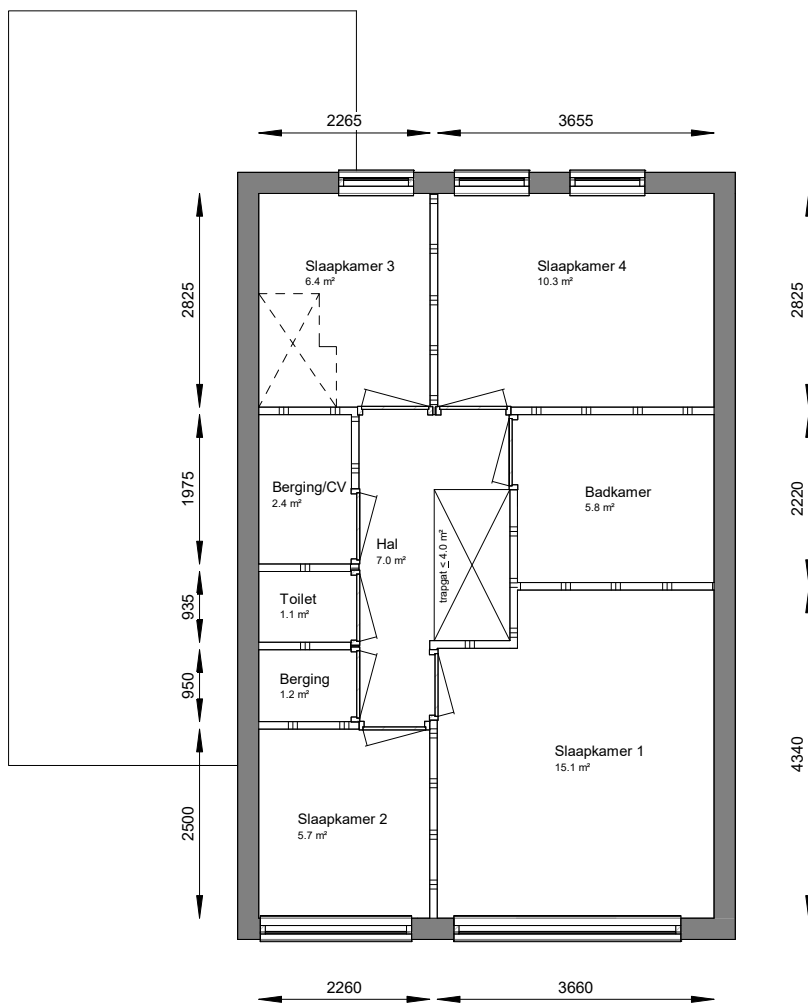 2265
3655
Slaapkamer 3
6.4 m²
Slaapkamer 4
10.3 m²
2825
2825
Berging/CV
2.4 m²
1975
Hal
7.0 m²
trapgat < 4.0 m²
Badkamer
5.8 m²
2220
Toilet
1.1 m²
935
Berging
1.2 m²
950
Slaapkamer 1
15.1 m²
4340
Slaapkamer 2
5.7 m²
2500
2260
3660